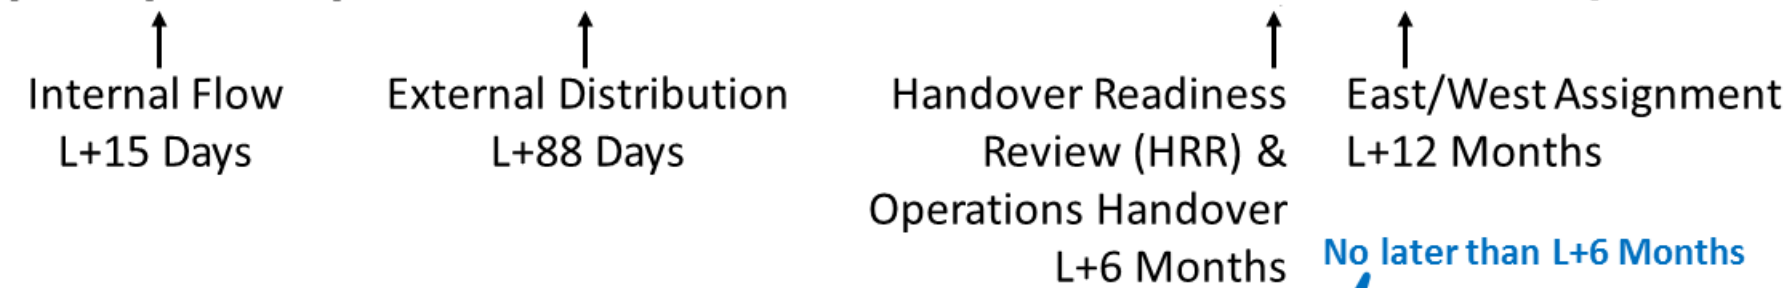 Internal Flow
L+15 Days
External Distribution
L+88 Days
Handover Readiness
Review (HRR) &
Operations Handover
L+6 Months
East/West Assignment
L+12 Months
No later than L+6 Months